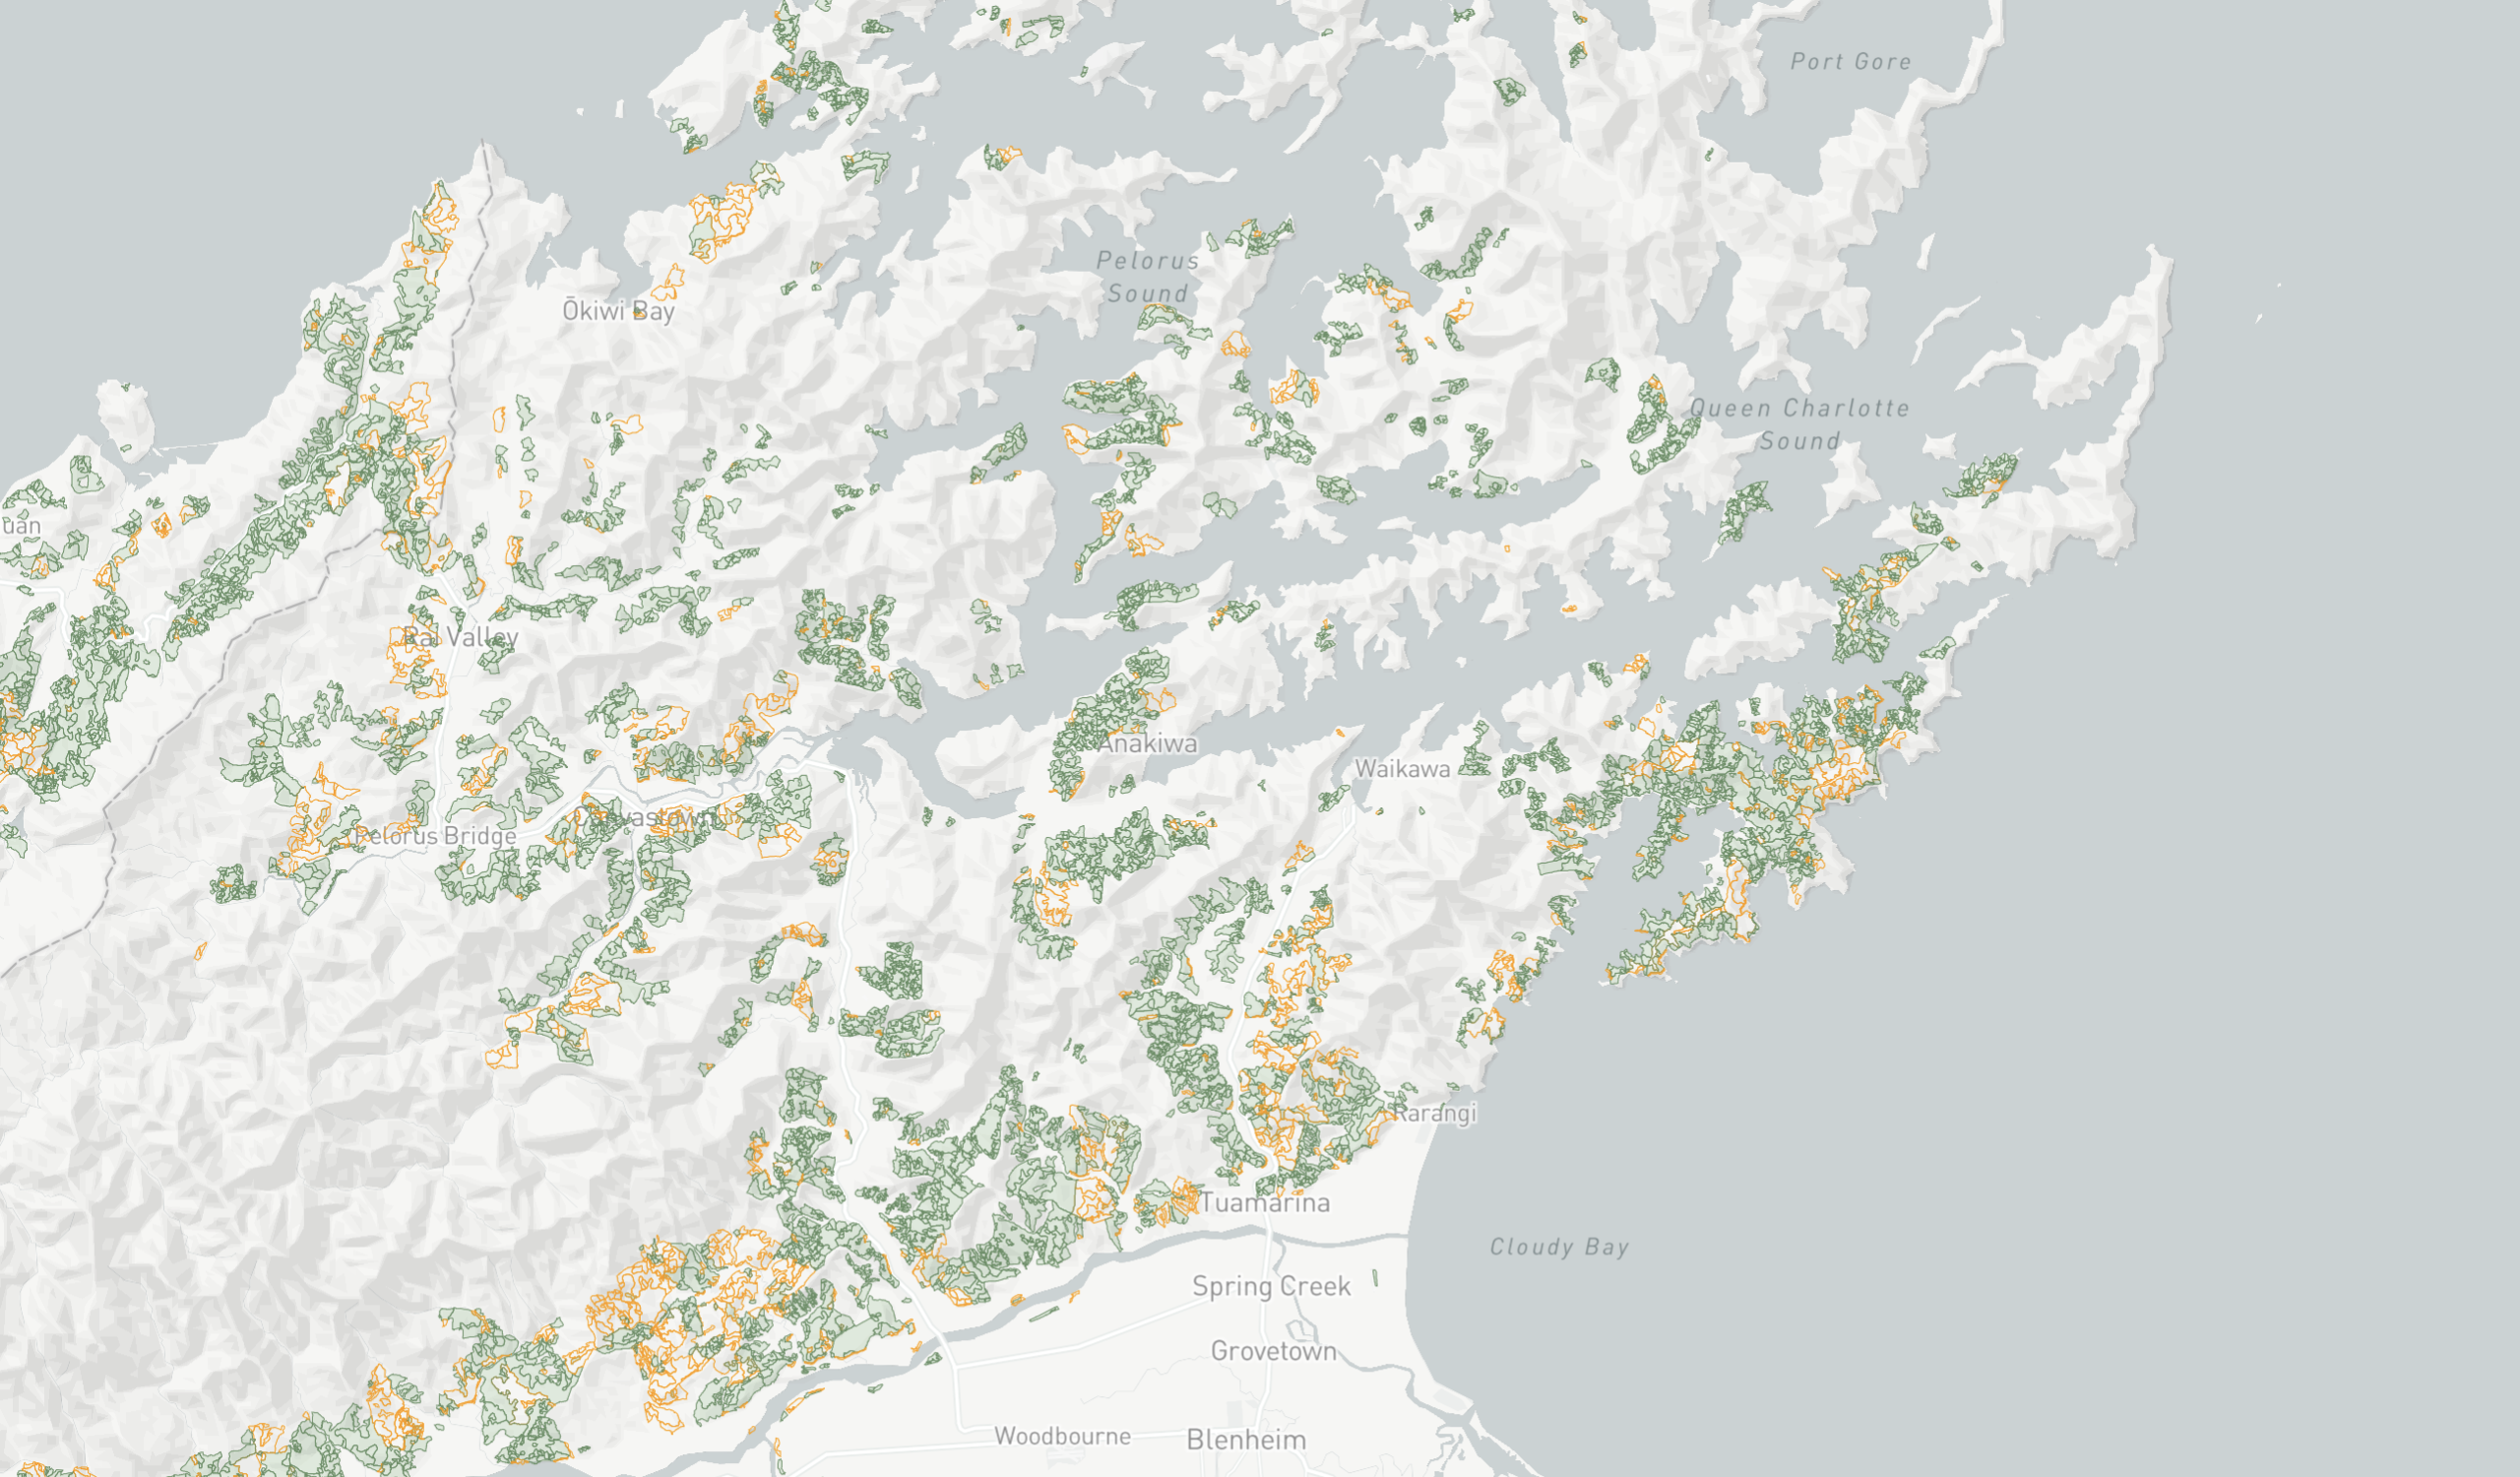 Port Gore
Pelorus
Sound
Ōkiwi Bay
Queen Charlotte
Sound
uan
Rai Valley
Anakiwa
Waikawa
Canvastown
Pelorus Bridge
Rarangi
Tuamarina
Cloudy Bay
Spring Creek
Grovetown
Woodbourne
Blenheim